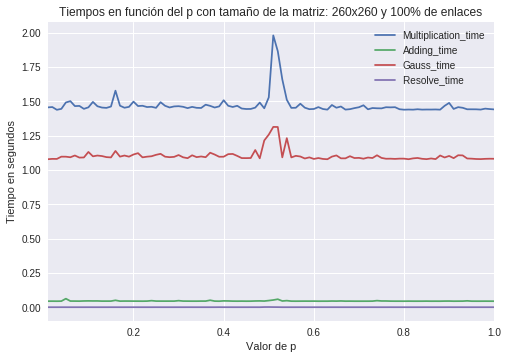 Tiempos en función del p con tamaño de la matriz: 260x260 y 100% de enlaces
Multiplication_time
Adding_time
Gauss_time
Resolve_time
Tiempo en segundos
2.00
1.75
1.50
1.25
1.00
0.75
0.50
0.25
0.00
0.2
0.4
0.6
0.8
1.0
Valor de p